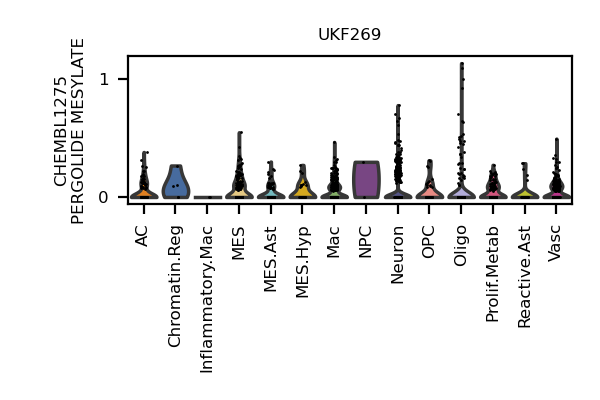 UKF269
CHEMBL1275
PERGOLIDE MESYLATE
1
0
AC
Chromatin.Reg
Inflammatory.Mac
MES
MES.Ast
MES.Hyp
Mac
NPC
Neuron
OPC
Oligo
Prolif.Metab
Reactive.Ast
Vasc